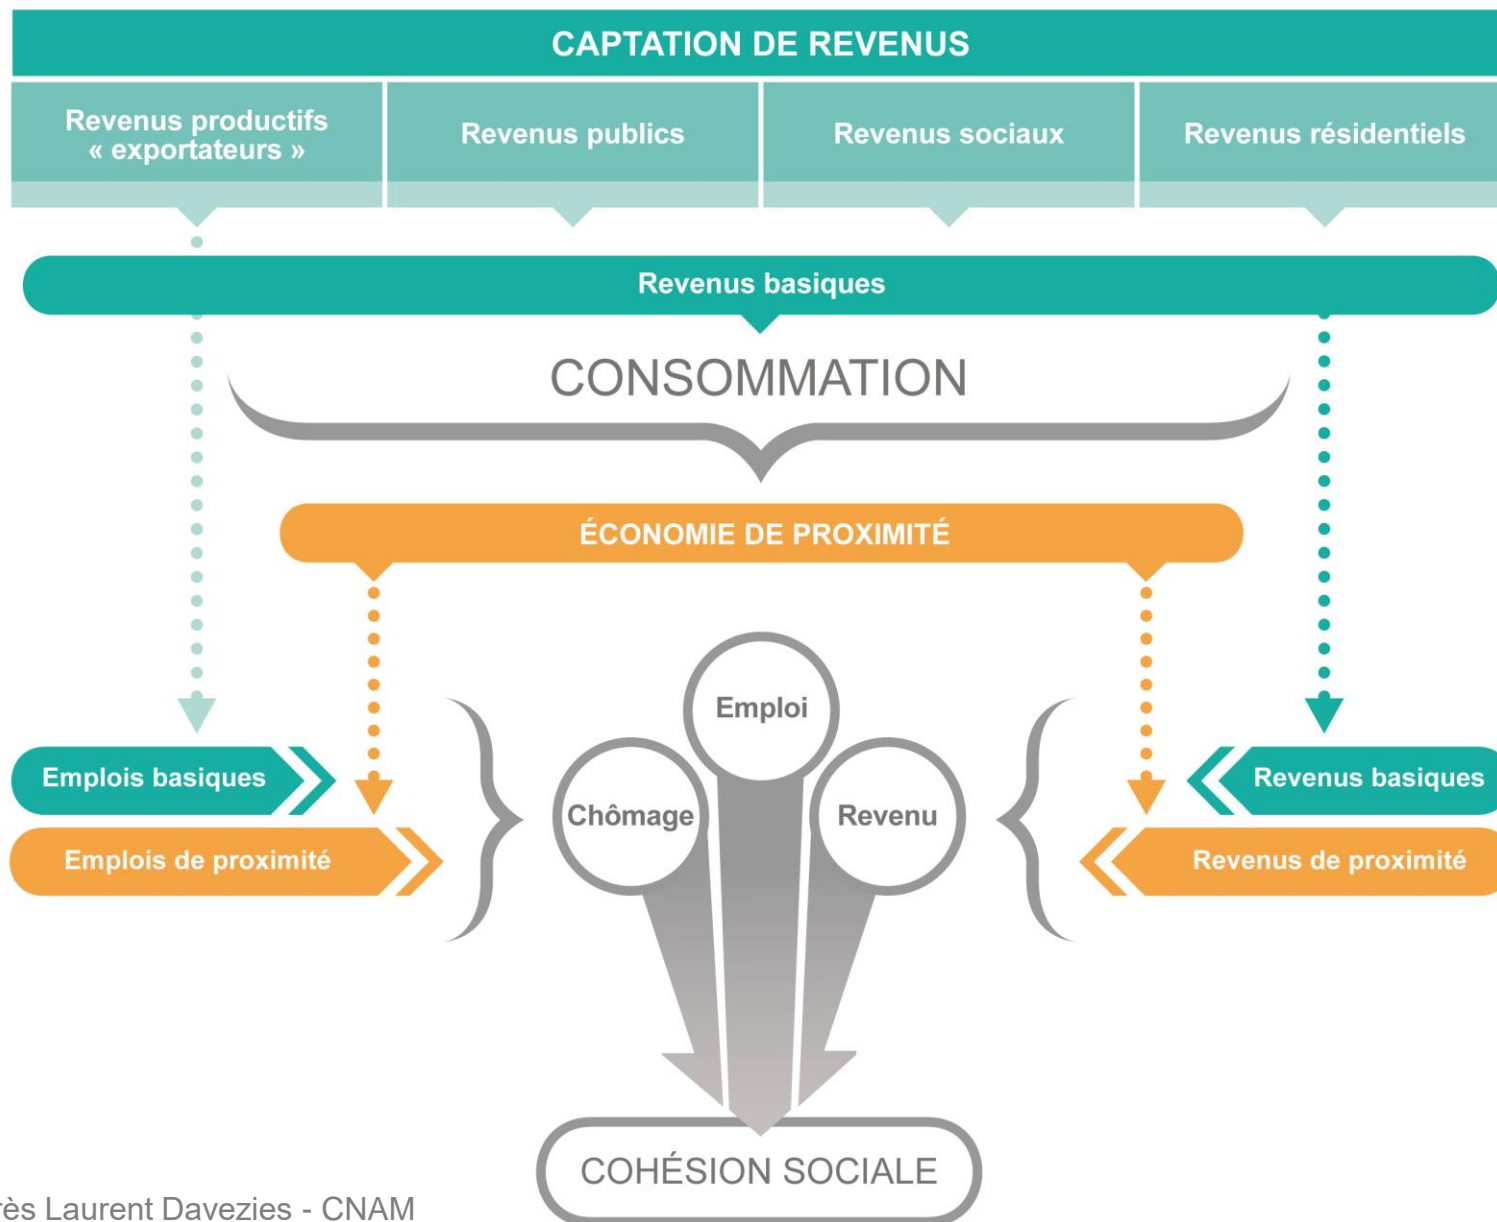 CAPTATION DE REVENUS
Revenus productifs
« exportateurs »
Revenus publics
Revenus sociaux
Revenus résidentiels
Revenus basiques
CONSOMMATION
ÉCONOMIE DE PROXIMITÉ
Emploi
Chômage
Revenu
Emplois basiques
Emplois de proximité
Revenus basiques
Revenus de proximité
COHÉSION SOCIALE
Laurent Davezies - CNAM